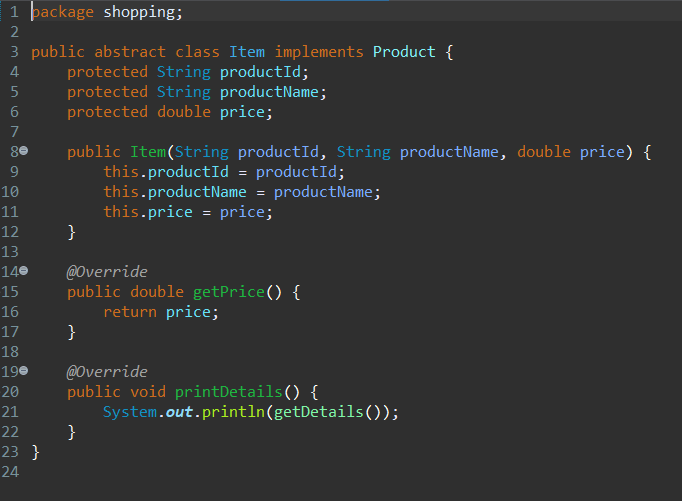 1 package shopping;
2
3 public abstract class Item implements Product {
4     protected String productId;
5     protected String productName;
6     protected double price;
7
8     public Item(String productId, String productName, double price) {
9         this.productId = productId;
10         this.productName = productName;
11         this.price = price;
12     }
13
14     @Override
15     public double getPrice() {
16         return price;
17     }
18
19     @Override
20     public void printDetails() {
21         System.out.println(getDetails());
22     }
23 }
24